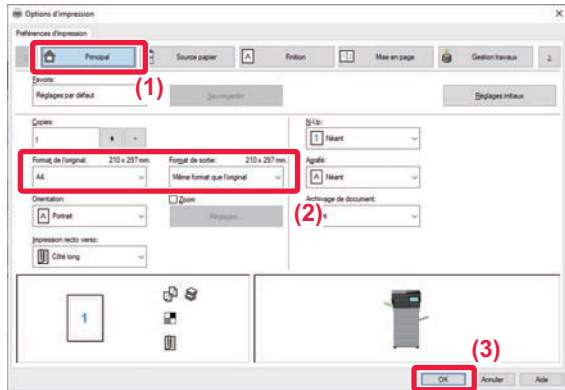 Options d'impression
Préférences d'impression
Principal
Source papier
Finition
Mise en page
Gestion travaux
Favoris:
Réglages par défaut
Sauvegarder
Réglages initiaux
(1)
Copies:
1
N-Up:
1 Néant
Format de l'original: 210 x 297 mm.
Format de sortie: 210 x 297 mm.
Agrafé:
A4
Même format que l'original
Néant
Orientation:
Zoom
(2)
Archivage de document:
Portrait
Réglages...
Impression recto verso:
Côté long
1
(3)
OK
Annuler
Aide